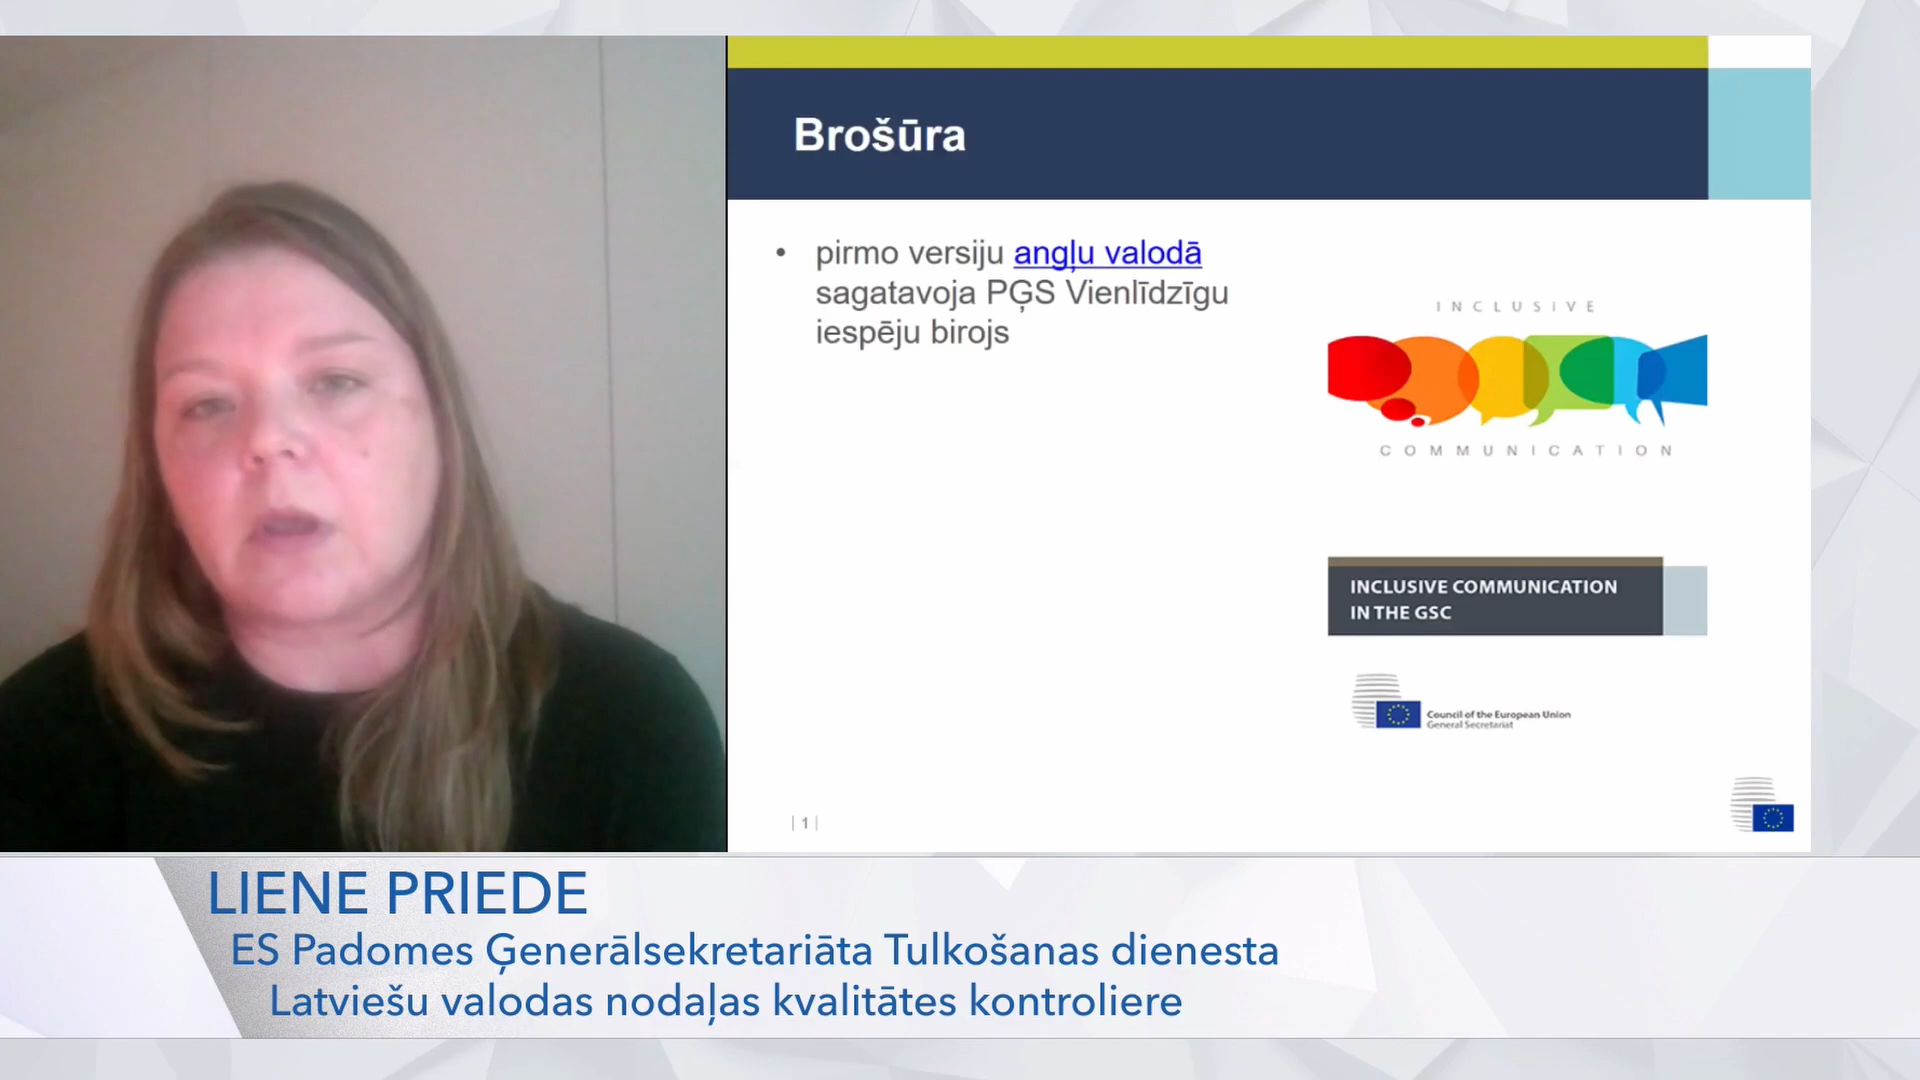 Brošūra
• pirmo versiju angļu valodā
sagatavoja PĢS Vienlīdzīgu
iespēju birojs
INCLUSIVE
COMMUNICATION
INCLUSIVE COMMUNICATION
IN THE GSC
Council of the European Union
General Secretariat
| 1 |
LIENE PRIEDE
ES Padomes Ģenerālsekretariāta Tulkošanas dienesta
Latviešu valodas nodaļas kvalitātes kontroliere